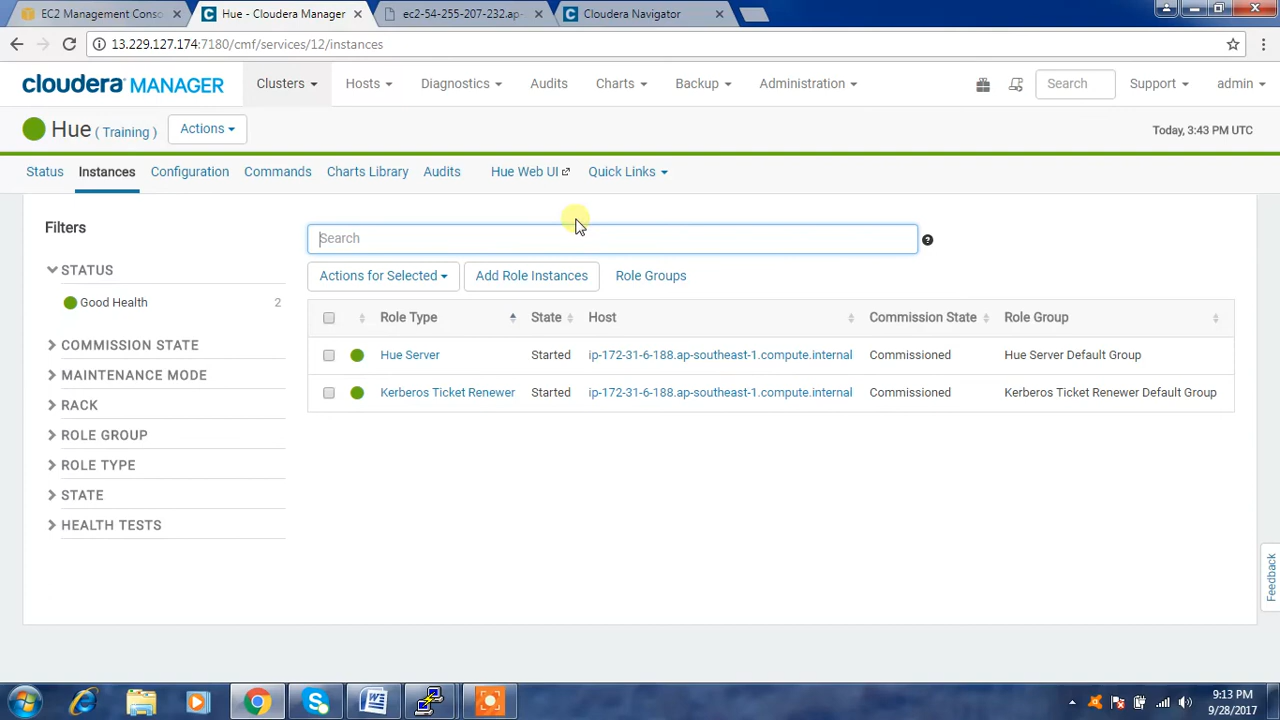 EC2 Management Conso
Hue - Cloudera Manager
ec2-54-255-207-232.ap-
Cloudera Navigator
13.229.127.174:7180/cmf/services/12/instances
cloudera MANAGER
Clusters
Hosts
Diagnostics
Audits
Charts
Backup
Administration
Search
Support
admin
Hue ( Training )
Actions
Today, 3:43 PM UTC
Status
Instances
Configuration
Commands
Charts Library
Audits
Hue Web UI
Quick Links
Filters
STATUS
Good Health 2
COMMISSION STATE
MAINTENANCE MODE
RACK
ROLE GROUP
ROLE TYPE
STATE
HEALTH TESTS
Search
Actions for Selected
Add Role Instances
Role Groups
Role Type State Host Commission State Role Group
Hue Server Started ip-172-31-6-188.ap-southeast-1.compute.internal Commissioned Hue Server Default Group
Kerberos Ticket Renewer Started ip-172-31-6-188.ap-southeast-1.compute.internal Commissioned Kerberos Ticket Renewer Default Group
Feedback
9:13 PM
9/28/2017